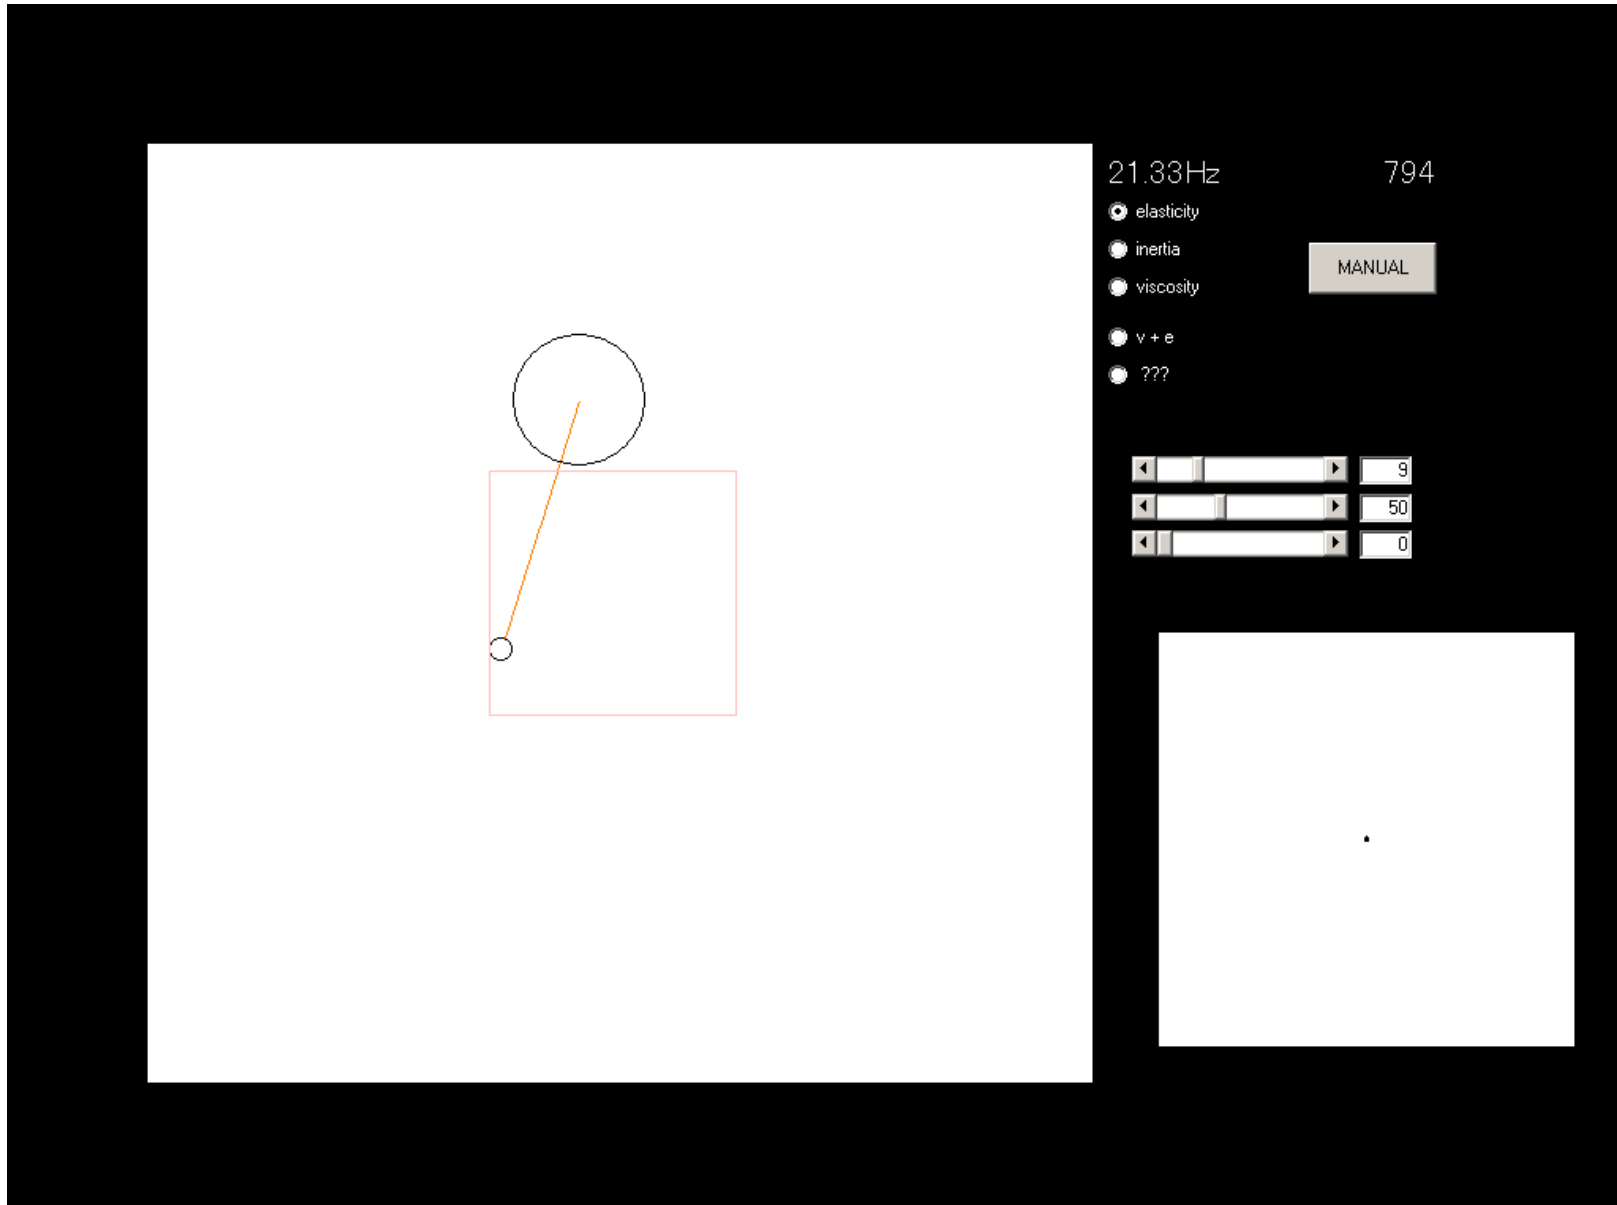 21.33Hz 794
elasticity
inertia
MANUAL
viscosity
v + e
???
9
50
0